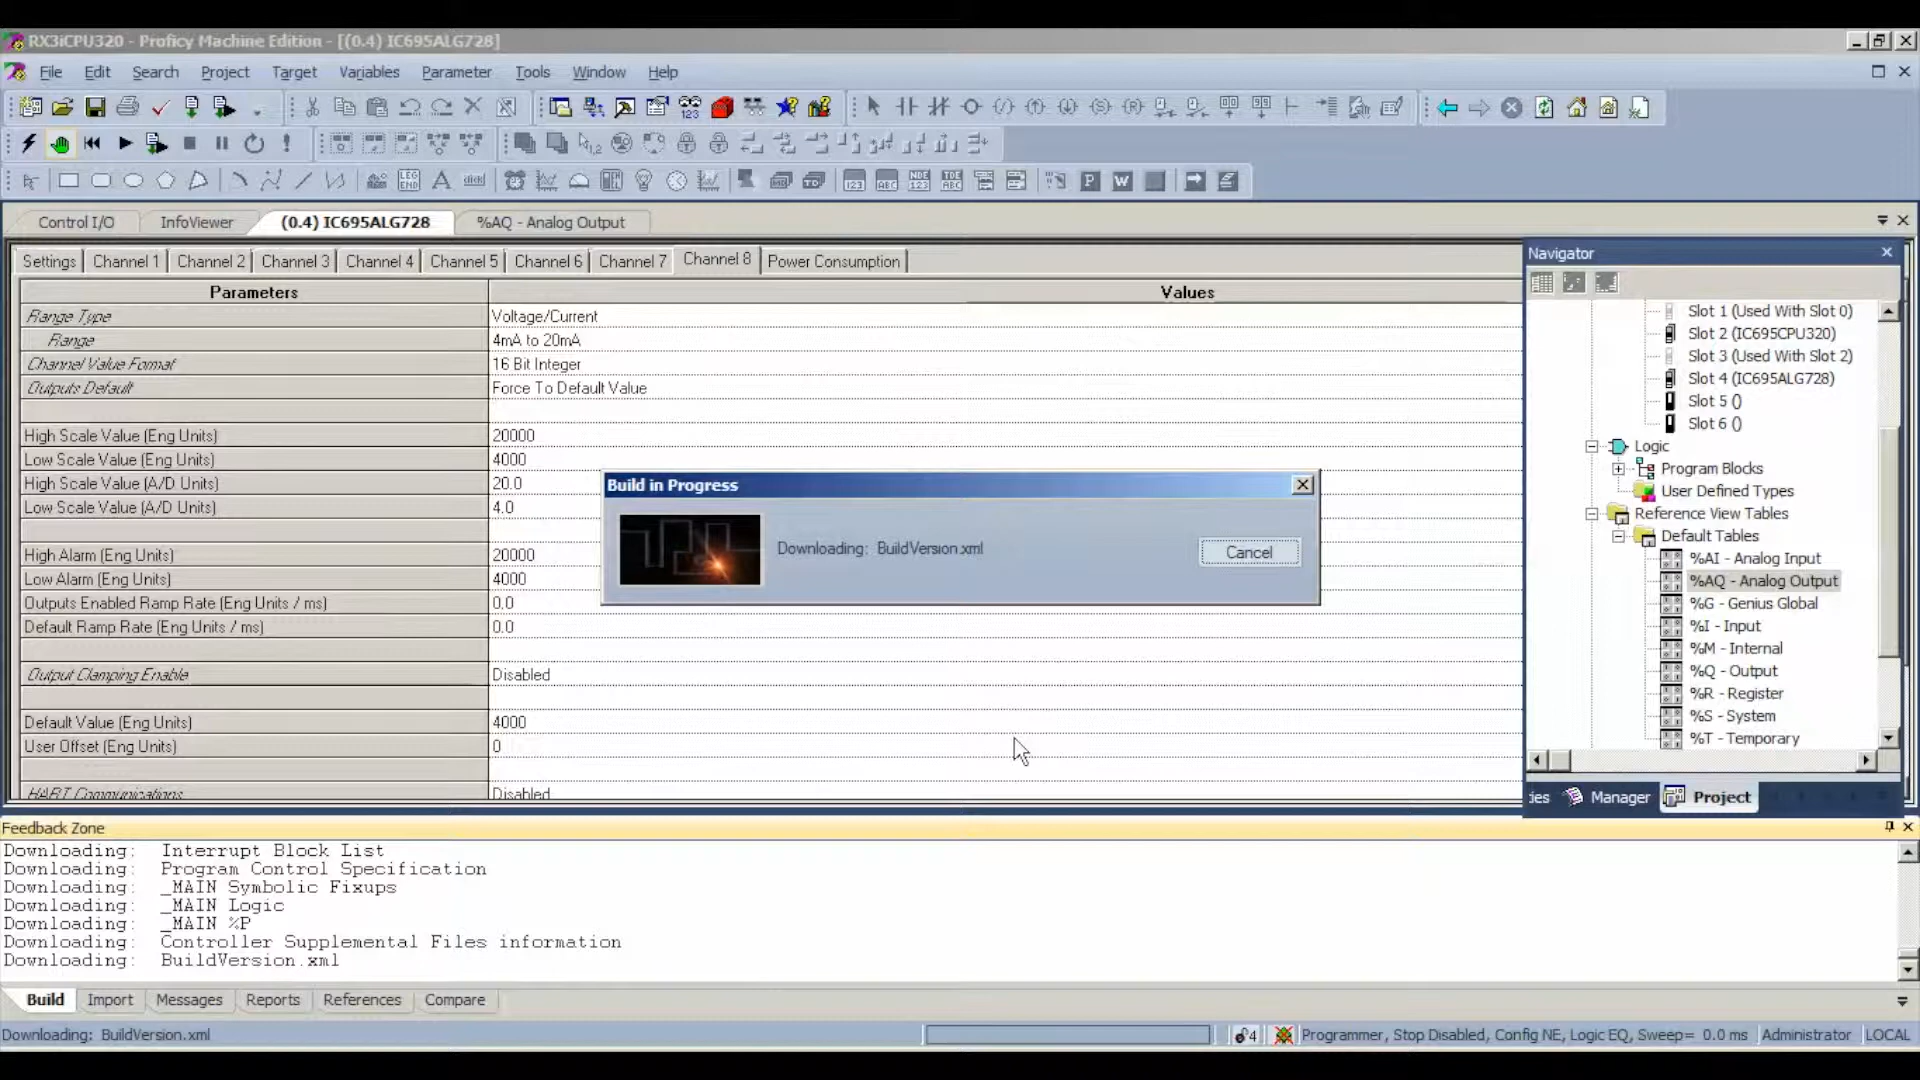 RX3iCPU320 - Proficy Machine Edition - [(0.4) IC695ALG728]
File Edit Search Project Target Variables Parameter Tools Window Help
Control I/O InfoViewer (0.4) IC695ALG728 %AQ - Analog Output
Settings Channel 1 Channel 2 Channel 3 Channel 4 Channel 5 Channel 6 Channel 7 Channel 8 Power Consumption
Parameters Values
Range Type Voltage/Current
Range 4mA to 20mA
Channel Value Format 16 Bit Integer
Outputs Default Force To Default Value
High Scale Value (Eng Units) 20000
Low Scale Value (Eng Units) 4000
High Scale Value (A/D Units) 20.0
Low Scale Value (A/D Units) 4.0
High Alarm (Eng Units) 20000
Low Alarm (Eng Units) 4000
Outputs Enabled Ramp Rate (Eng Units / ms) 0.0
Default Ramp Rate (Eng Units / ms) 0.0
Output Clamping Enable Disabled
Default Value (Eng Units) 4000
User Offset (Eng Units) 0
HART Communications Disabled
Build in Progress
Downloading: BuildVersion.xml
Cancel
Navigator
Slot 1 (Used With Slot 0)
Slot 2 (IC695CPU320)
Slot 3 (Used With Slot 2)
Slot 4 (IC695ALG728)
Slot 5 ()
Slot 6 ()
Logic
Program Blocks
User Defined Types
Reference View Tables
Default Tables
%AI - Analog Input
%AQ - Analog Output
%G - Genius Global
%I - Input
%M - Internal
%Q - Output
%R - Register
%S - System
%T - Temporary
ies Manager Project
Feedback Zone
Downloading: Interrupt Block List
Downloading: Program Control Specification
Downloading: _MAIN Symbolic Fixups
Downloading: _MAIN Logic
Downloading: _MAIN %P
Downloading: Controller Supplemental Files information
Downloading: BuildVersion.xml
Build Import Messages Reports References Compare
Downloading: BuildVersion.xml 4 Programmer, Stop Disabled, Config NE, Logic EQ, Sweep= 0.0 ms Administrator LOCAL